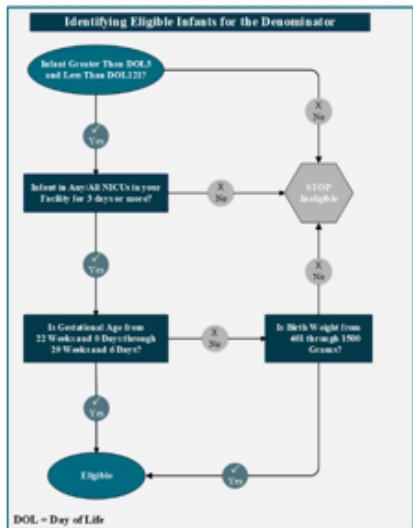 Identifying Eligible Infants for the Denominator
Infant Greater Than DOL3
and Less Than DOL121?
X
No
✓
Yes
Infant in Any/All NICUs in your
Facility for 3 days or more?
X
No
STOP
Ineligible
✓
Yes
X
No
Is Gestational Age from
22 Weeks and 0 Days through
29 Weeks and 6 Days?
X
No
Is Birth Weight from
401 through 1500
Grams?
✓
Yes
Eligible
✓
Yes
DOL = Day of Life